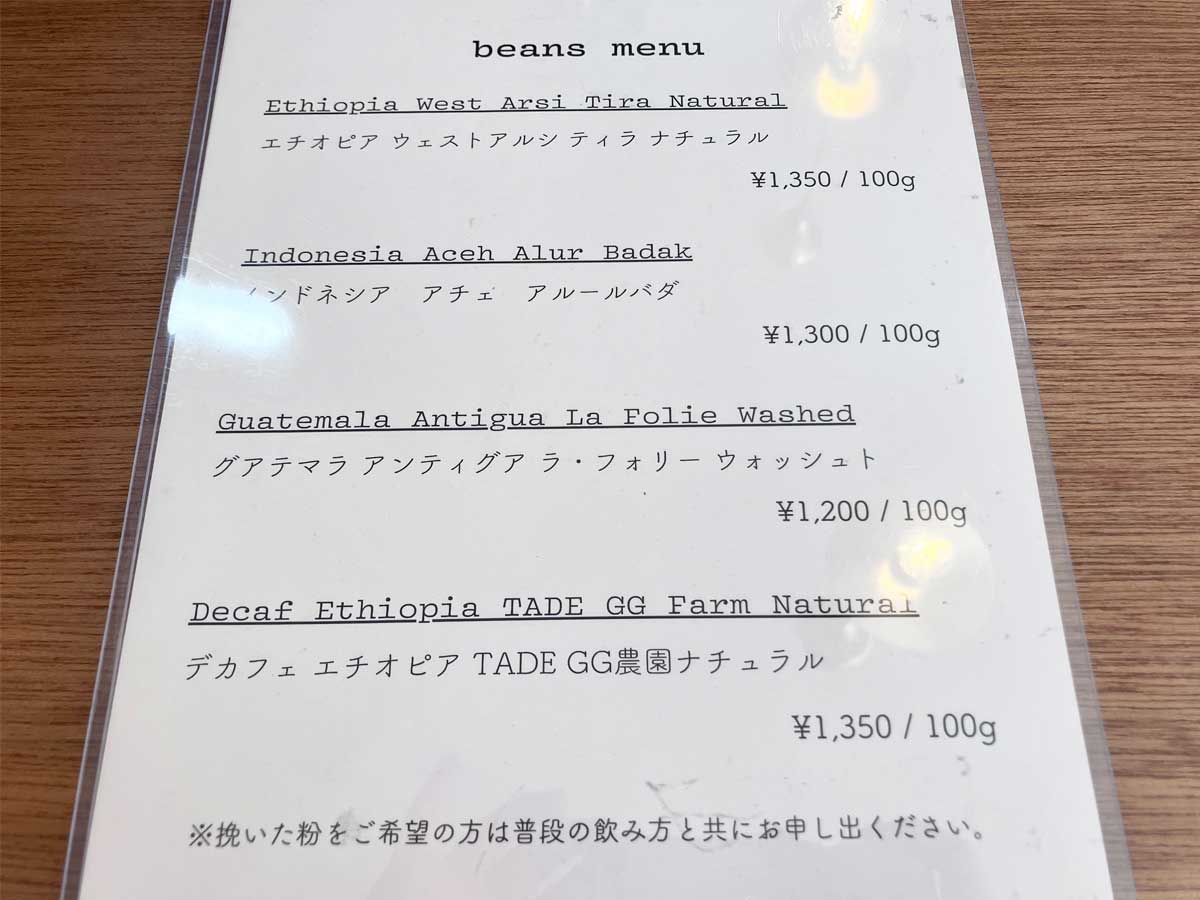 beans menu
Ethiopia West Arsi Tira Natural
エチオピア ウェストアルシ ティラ ナチュラル
¥1,350 / 100g
Indonesia Aceh Alur Badak
インドネシア　アチェ　アルールバダ
¥1,300 / 100g
Guatemala Antigua La Folie Washed
グアテマラ アンティグア ラ・フォリー ウォッシュト
¥1,200 / 100g
Decaf Ethiopia TADE GG Farm Natural
デカフェ エチオピア TADE GG農園ナチュラル
¥1,350 / 100g
※挽いた粉をご希望の方は普段の飲み方と共にお申し出ください。